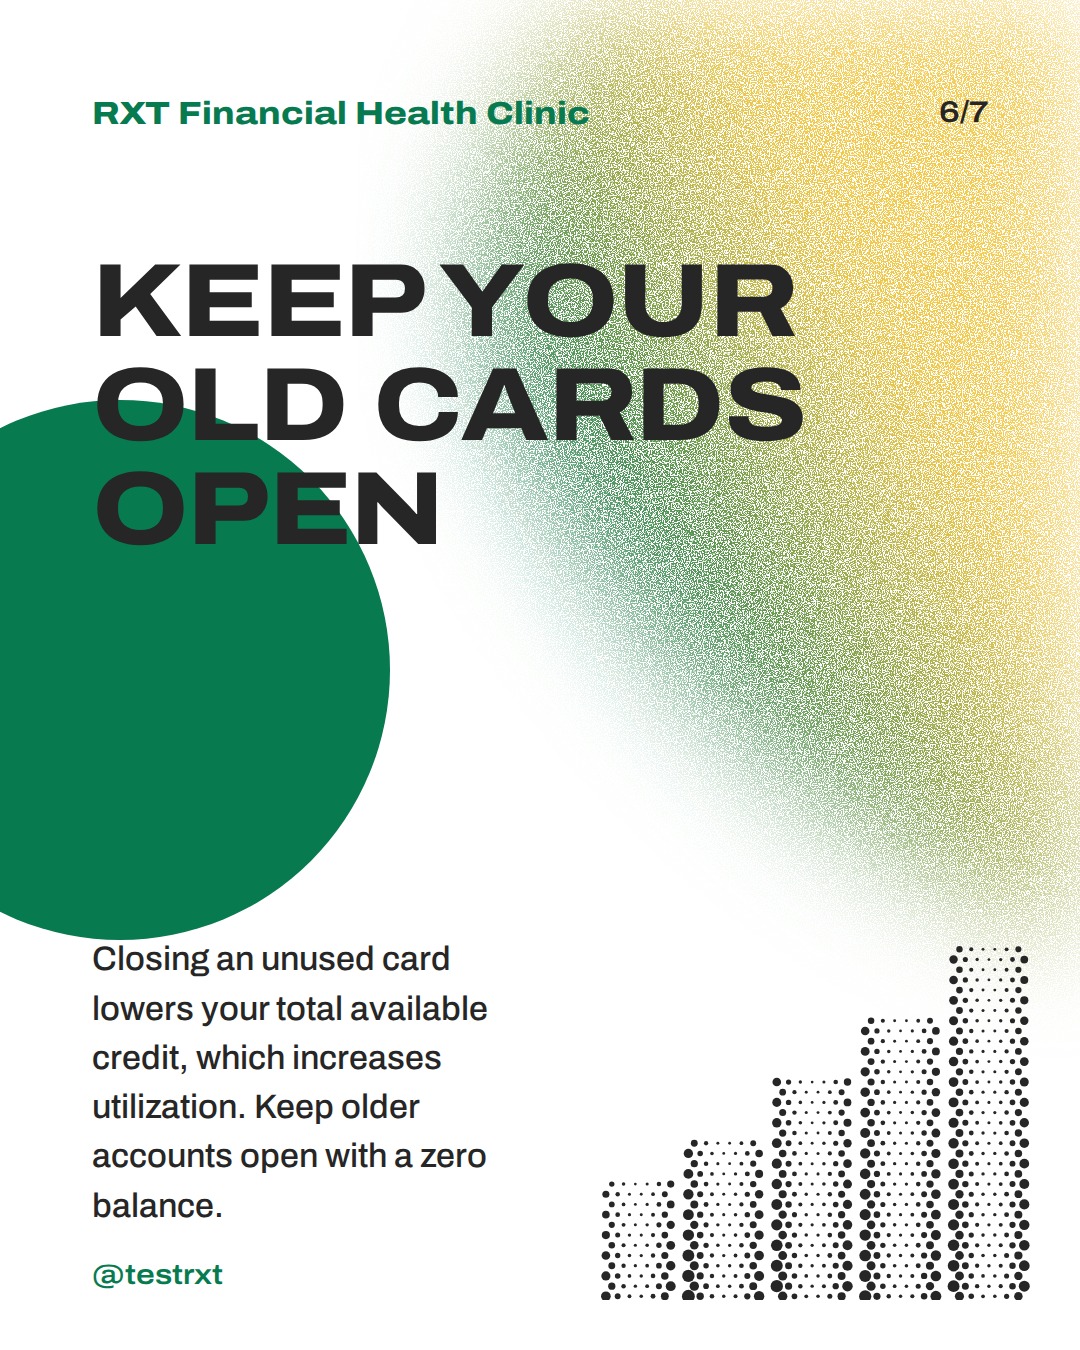 RXT Financial Health Clinic
6/7
KEEP YOUR
OLD CARDS
OPEN
Closing an unused card
lowers your total available
credit, which increases
utilization. Keep older
accounts open with a zero
balance.
@testrxt